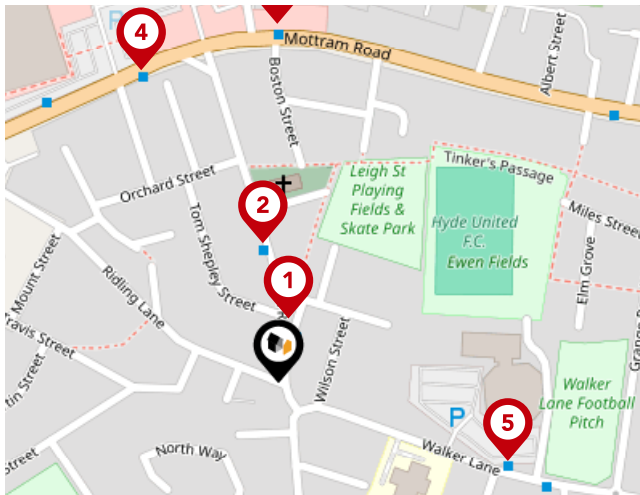 P
4
Mottram Road
Albert Street
Boston Street
Tinker's Passage
Orchard Street
Leigh St
Playing
Fields &
Skate Park
2
Tom Shepley Street
Hyde United
F.C.
Ewen Fields
Miles Street
Mount Street
Ridling Lane
1
Elm Grove
Travis Street
Wilson Street
Walker
Lane Football
Pitch
P
5
Walker Lane
North Way
Street